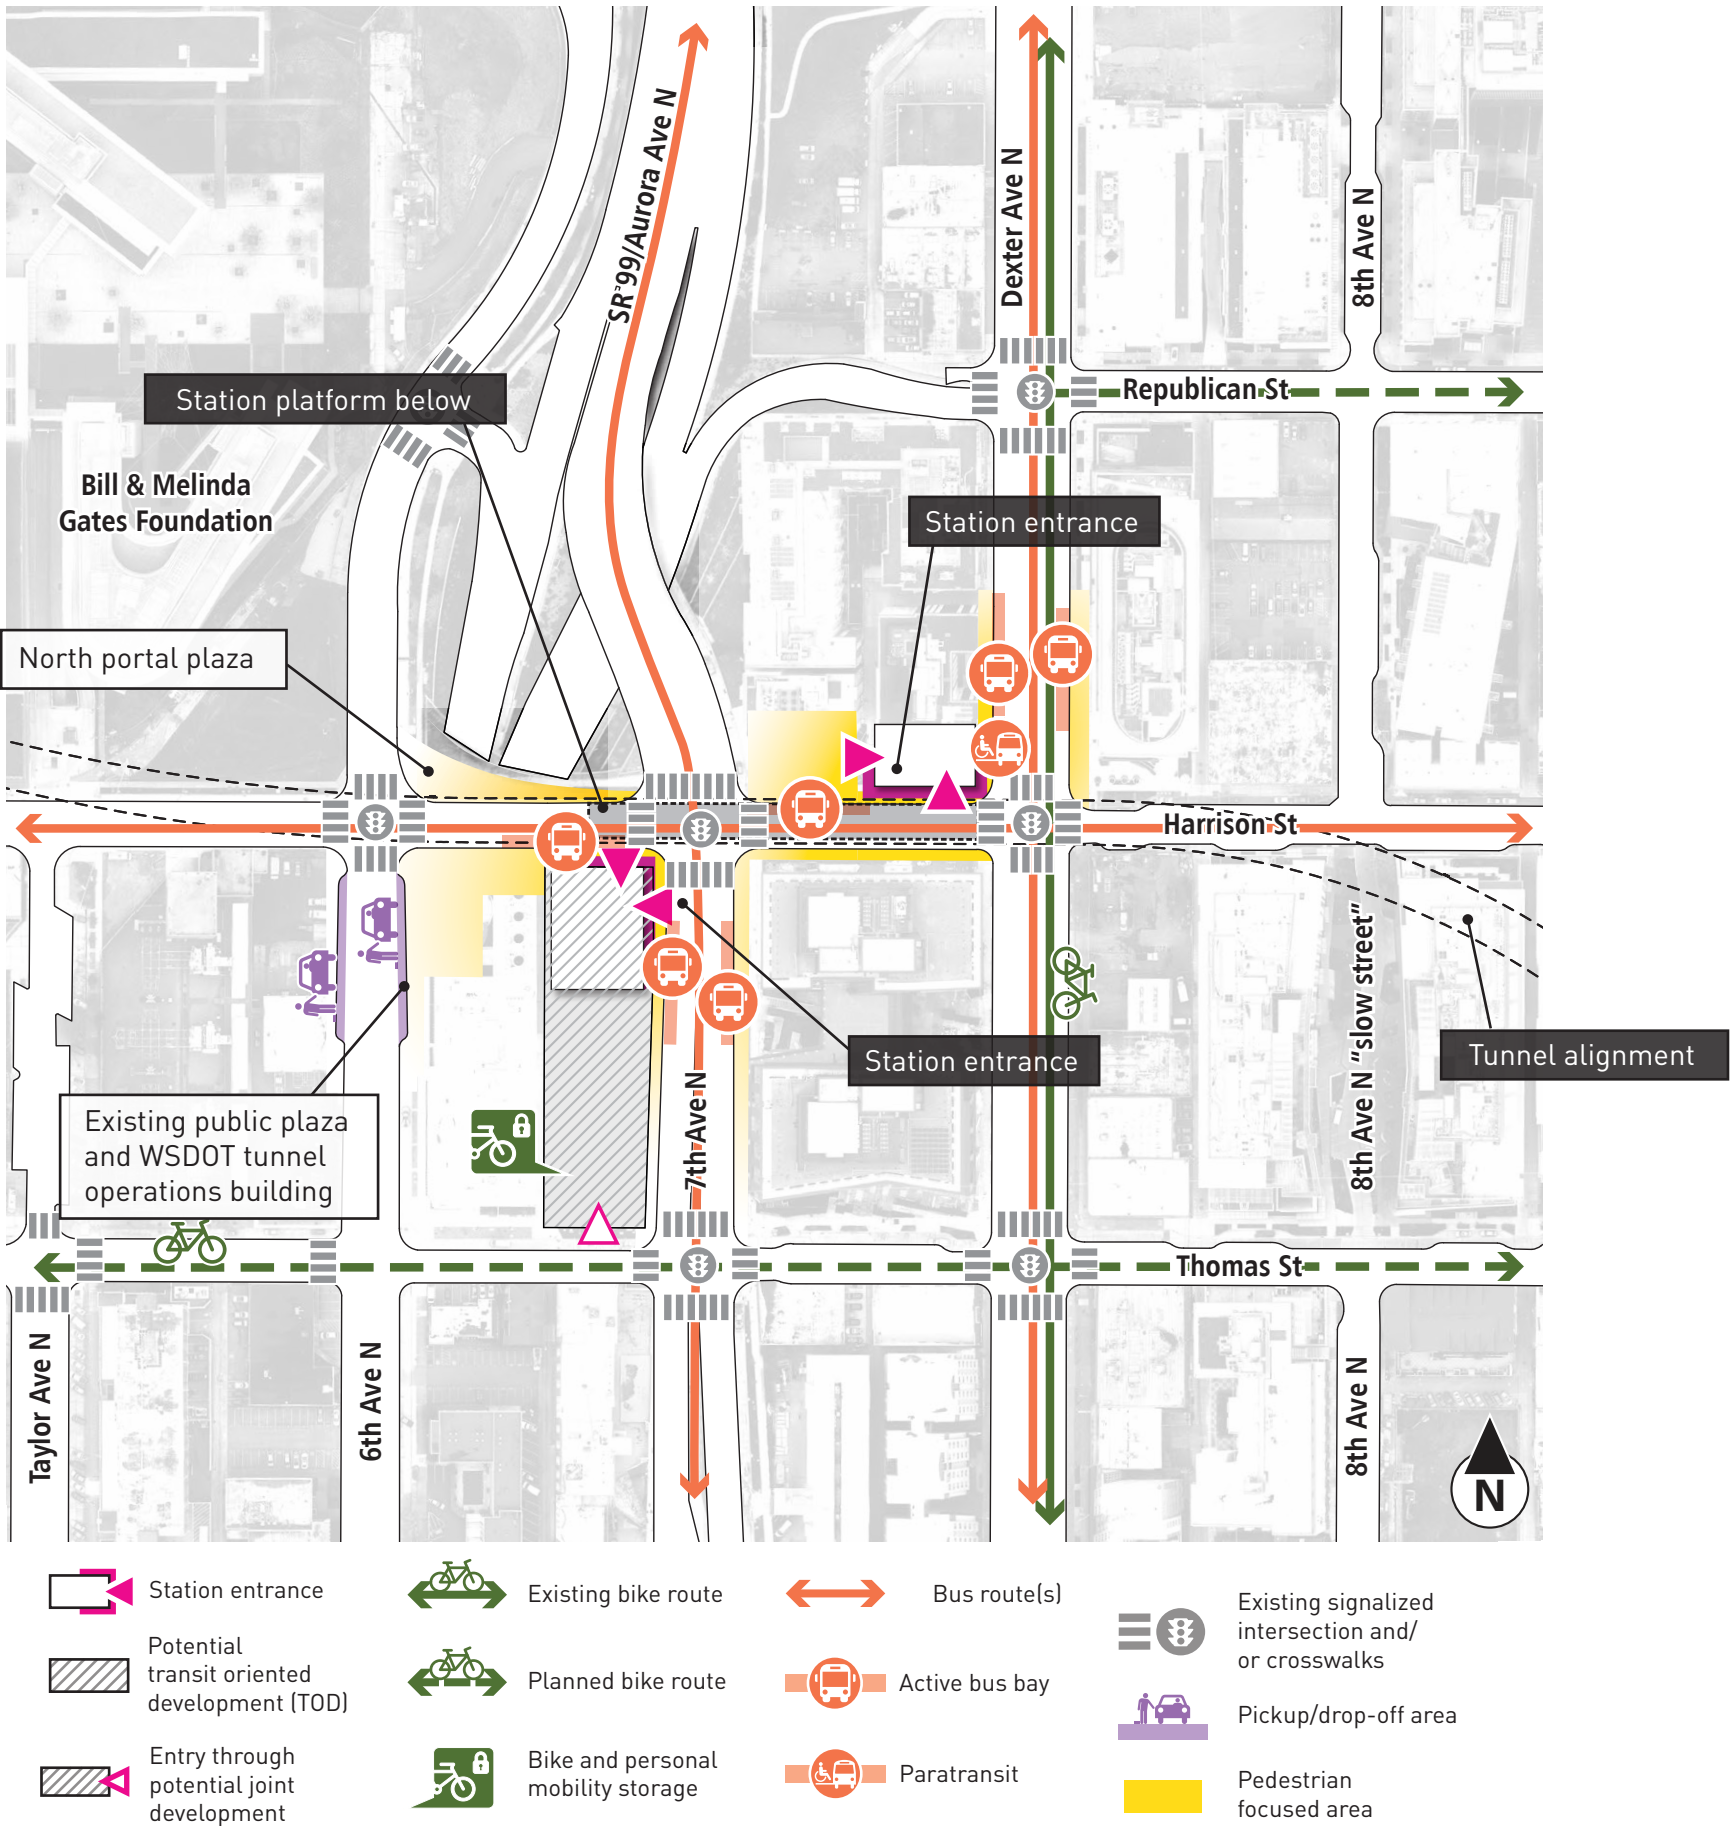 SR 99/Aurora Ave N
Dexter Ave N
8th Ave N
Station platform below
Republican St
Bill & Melinda
Gates Foundation
Station entrance
North portal plaza
Harrison St
8th Ave N “slow street”
Station entrance
Tunnel alignment
7th Ave N
Existing public plaza
and WSDOT tunnel
operations building
Thomas St
Taylor Ave N
6th Ave N
8th Ave N
N
Station entrance
Potential
transit oriented
development (TOD)
Entry through
potential joint
development
Existing bike route
Planned bike route
Bike and personal
mobility storage
Bus route(s)
Active bus bay
Paratransit
Existing signalized
intersection and/
or crosswalks
Pickup/drop-off area
Pedestrian
focused area